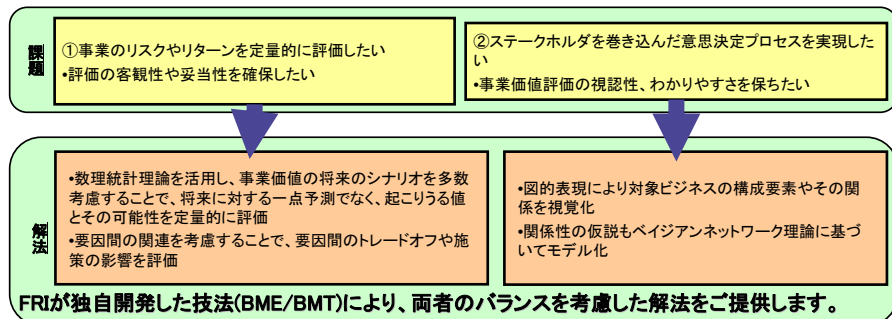 課題
①事業のリスクやリターンを定量的に評価したい
•評価の客観性や妥当性を確保したい
②ステークホルダを巻き込んだ意思決定プロセスを実現した
い
•事業価値評価の視認性、わかりやすさを保ちたい
解法
•数理統計理論を活用し、事業価値の将来のシナリオを多数
考慮することで、将来に対する一点予測でなく、起こりうる値
とその可能性を定量的に評価
•要因間の関連を考慮することで、要因間のトレードオフや施
策の影響を評価
•図的表現により対象ビジネスの構成要素やその関
係を視覚化
•関係性の仮説もベイジアンネットワーク理論に基づ
いてモデル化
FRIが独自開発した技法(BME/BMT)により、両者のバランスを考慮した解法をご提供します。